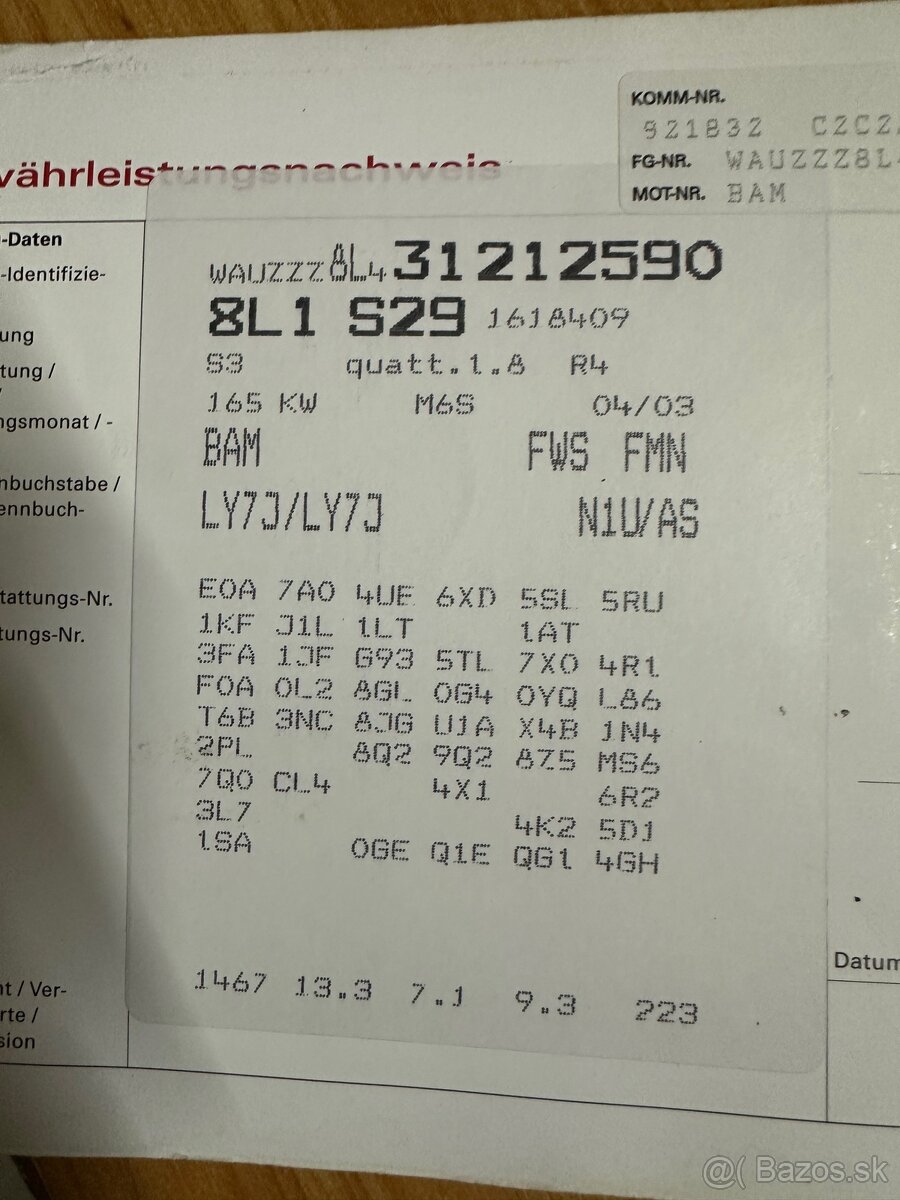 KOMM-NR.
921832 C2C2
FG-NR. WAUZZZ8L
MOT-NR. BAM
währleistungsnachweis
-Daten
-Identifizie-
ung
tung /
ngsmonat / -
nbuchstabe /
ennbuch-
tattungs-Nr.
tungs-Nr.
WAUZZZ8L4 31212590
8L1 S29 1618409
S3 quatt.1.8 R4
165 KW M6S 04/03
BAM FWS FMN
LY7J/LY7J N1U/AS
E0A 7A0 4UE 6XD 5SL 5RU
1KF J1L 1LT 1AT
3FA 1JF G93 5TL 7X0 4R1
F0A 0L2 8GL 0G4 0YQ L86
T6B 3NC 8JG U1A X4B 1N4
2PL 8Q2 9Q2 8Z5 MS6
7Q0 CL4 4X1 6R2
3L7 4K2 5D1
1SA 0GE Q1E QG1 4GH
1467 13.3 7.1 9.3 223
Datum
ht / Ver-
rte /
sion
@( Bazos.sk